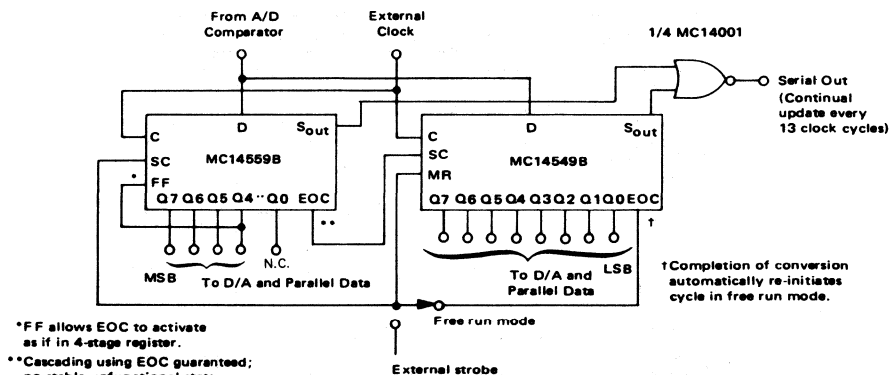 From A/D
Comparator
External
Clock
1/4 MC14001
Serial Out
(Continual
update every
13 clock cycles)
D
Sout
C
SC
* FF
MC14559B
Q7 Q6 Q5 Q4 ·· Q0 EOC
**
D
Sout
C
SC
MR
MC14549B
Q7 Q6 Q5 Q4 Q3 Q2 Q1 Q0 EOC
†
MSB
N.C.
To D/A and Parallel Data
LSB
To D/A and
Parallel Data
†Completion of conversion
automatically re-initiates
cycle in free run mode.
Free run mode
*FF allows EOC to activate
as if in 4-stage register.
**Cascading using EOC guaranteed;
External strobe